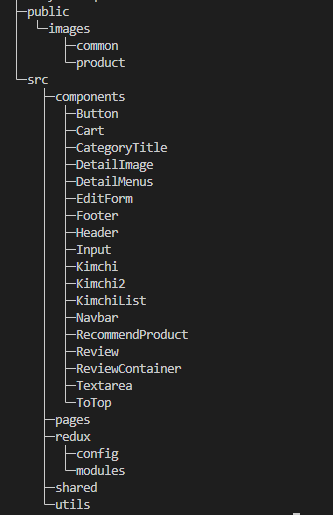 public
images
common
product
src
components
Button
Cart
CategoryTitle
DetailImage
DetailMenus
EditForm
Footer
Header
Input
Kimchi
Kimchi2
KimchiList
Navbar
RecommendProduct
Review
ReviewContainer
Textarea
ToTop
pages
redux
config
modules
shared
utils